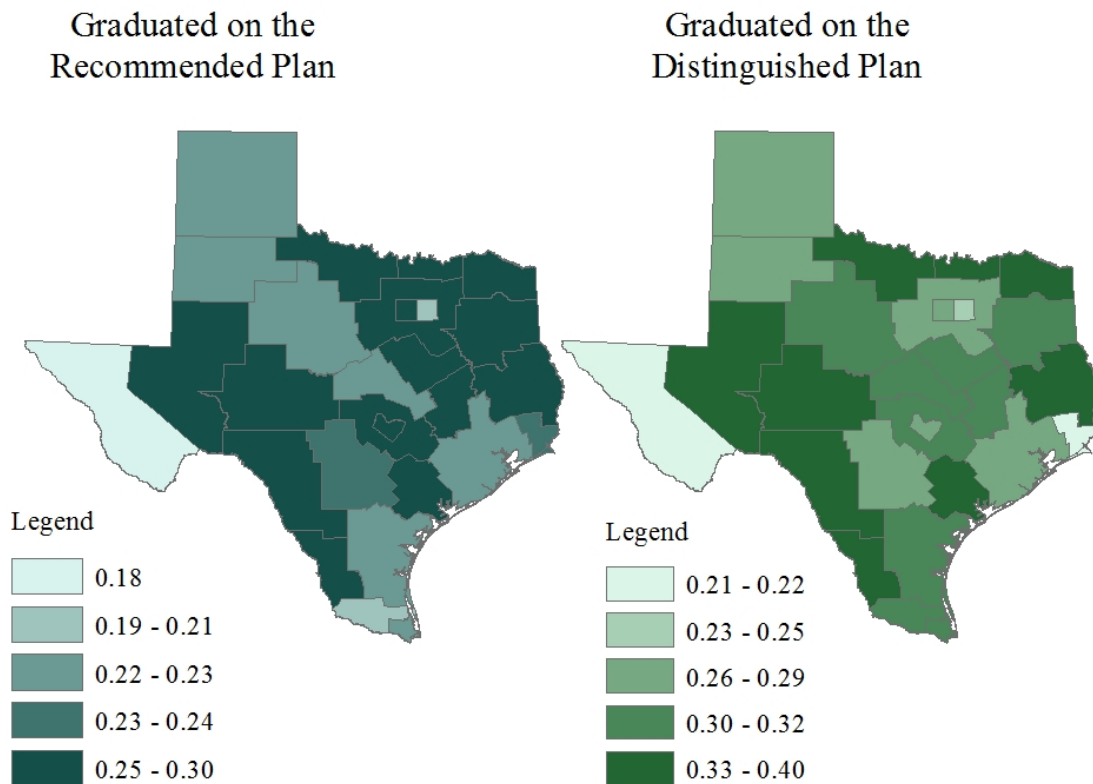 Graduated on the
Recommended Plan
Graduated on the
Distinguished Plan
Legend
0.18
0.19 - 0.21
0.22 - 0.23
0.23 - 0.24
0.25 - 0.30
Legend
0.21 - 0.22
0.23 - 0.25
0.26 - 0.29
0.30 - 0.32
0.33 - 0.40